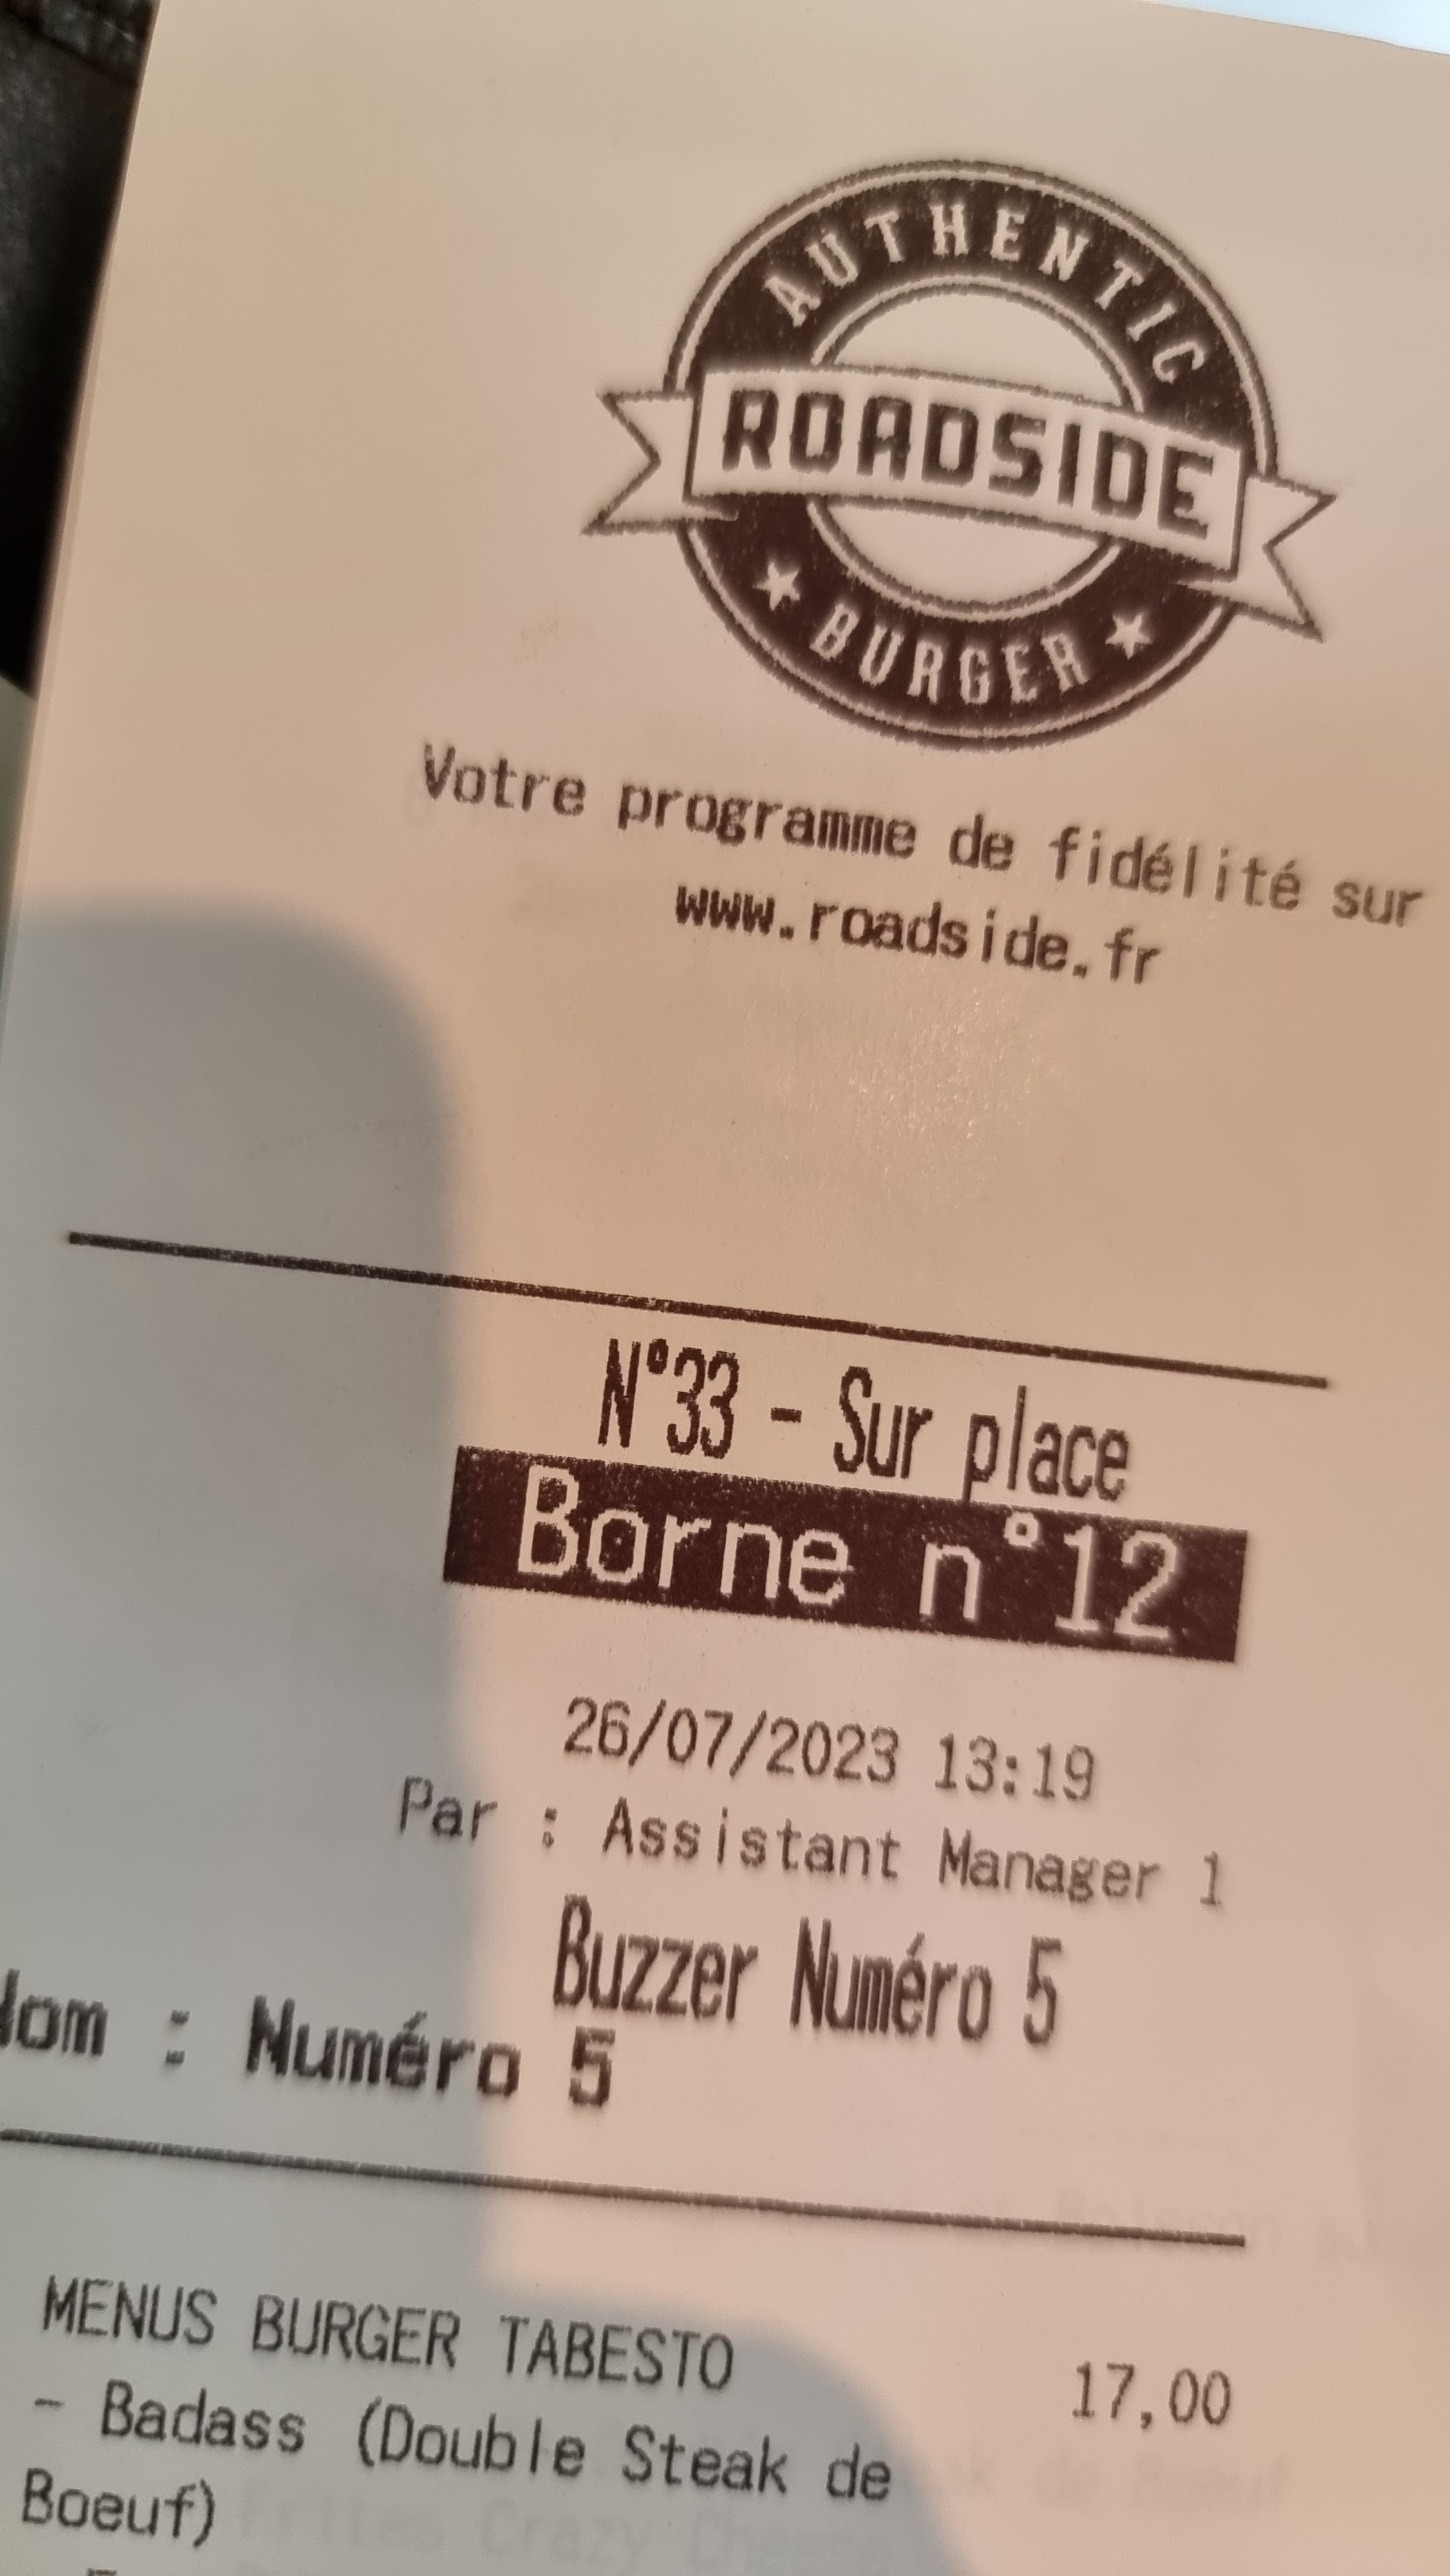 AUTHENTIC
ROADSIDE
★ BURGER ★
Votre programme de fidélité sur
www.roadside.fr
N°33 - Sur place
Borne n°12
26/07/2023 13:19
Par : Assistant Manager 1
Buzzer Numéro 5
Nom : Numéro 5
MENUS BURGER TABESTO 17,00
- Badass (Double Steak de
Boeuf)